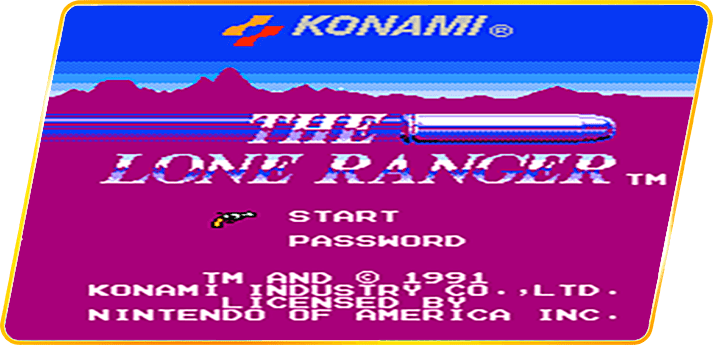 KONAMI®
THE
LONE RANGER™
START
PASSWORD
TM AND © 1991
KONAMI INDUSTRY CO.,LTD.
LICENSED BY
NINTENDO OF AMERICA INC.